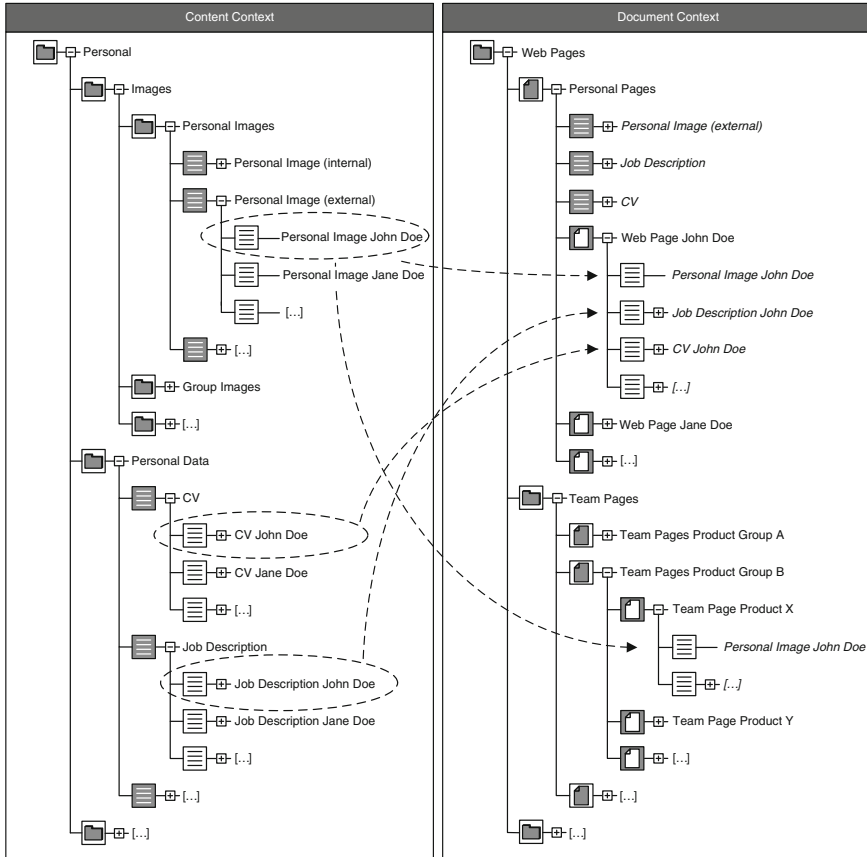 Content Context
Personal
Images
Personal Images
Personal Image (internal)
Personal Image (external)
Personal Image John Doe
Personal Image Jane Doe
[...]
[...]
Group Images
[...]
Personal Data
CV
CV John Doe
CV Jane Doe
[...]
Job Description
Job Description John Doe
Job Description Jane Doe
[...]
[...]
[...]
Document Context
Web Pages
Personal Pages
Personal Image (external)
Job Description
CV
Web Page John Doe
Personal Image John Doe
Job Description John Doe
CV John Doe
[...]
Web Page Jane Doe
[...]
Team Pages
Team Pages Product Group A
Team Pages Product Group B
Team Page Product X
Personal Image John Doe
[...]
Team Page Product Y
[...]
[...]
[...]